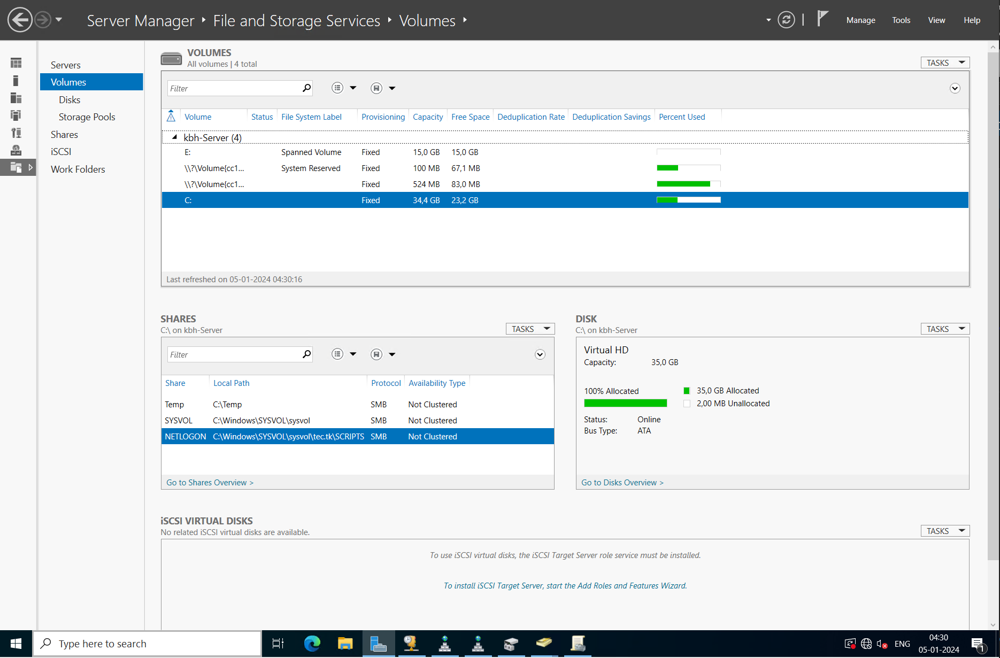 Server Manager ‣ File and Storage Services ‣ Volumes ‣
Manage Tools View Help
Servers
Volumes
Disks
Storage Pools
Shares
iSCSI
Work Folders
VOLUMES
All volumes | 4 total
TASKS
Filter
Volume Status File System Label Provisioning Capacity Free Space Deduplication Rate Deduplication Savings Percent Used
kbh-Server (4)
E: Spanned Volume Fixed 15,0 GB 15,0 GB
\\?\Volume{cc1... System Reserved Fixed 100 MB 67,1 MB
\\?\Volume{cc1... Fixed 524 MB 83,0 MB
C: Fixed 34,4 GB 23,2 GB
Last refreshed on 05-01-2024 04:30:16
SHARES
C:\ on kbh-Server
TASKS
Filter
Share Local Path Protocol Availability Type
Temp C:\Temp SMB Not Clustered
SYSVOL C:\Windows\SYSVOL\sysvol SMB Not Clustered
NETLOGON C:\Windows\SYSVOL\sysvol\tec.tk\SCRIPTS SMB Not Clustered
Go to Shares Overview >
DISK
C:\ on kbh-Server
TASKS
Virtual HD
Capacity: 35,0 GB
100% Allocated
35,0 GB Allocated
2,00 MB Unallocated
Status: Online
Bus Type: ATA
Go to Disks Overview >
iSCSI VIRTUAL DISKS
No related iSCSI virtual disks are available.
TASKS
To use iSCSI virtual disks, the iSCSI Target Server role service must be installed.
To install iSCSI Target Server, start the Add Roles and Features Wizard.
Type here to search
ENG
04:30
05-01-2024
1